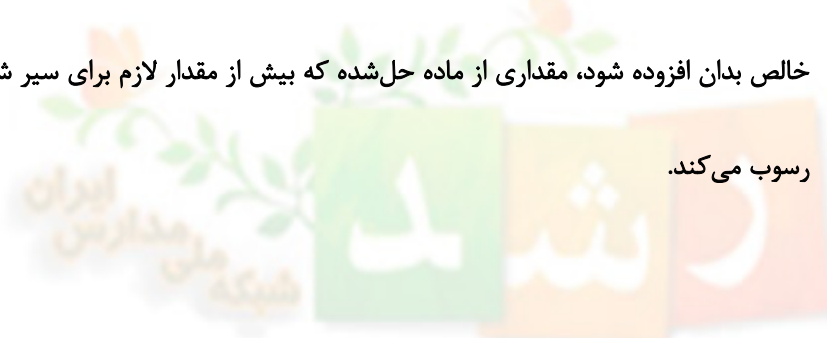 خالص بدان افزوده شود، مقداری از ماده حل‌شده که بیش از مقدار لازم برای سیر
رسوب می‌کند.
رشد
شبکه ملی مدارس ایران